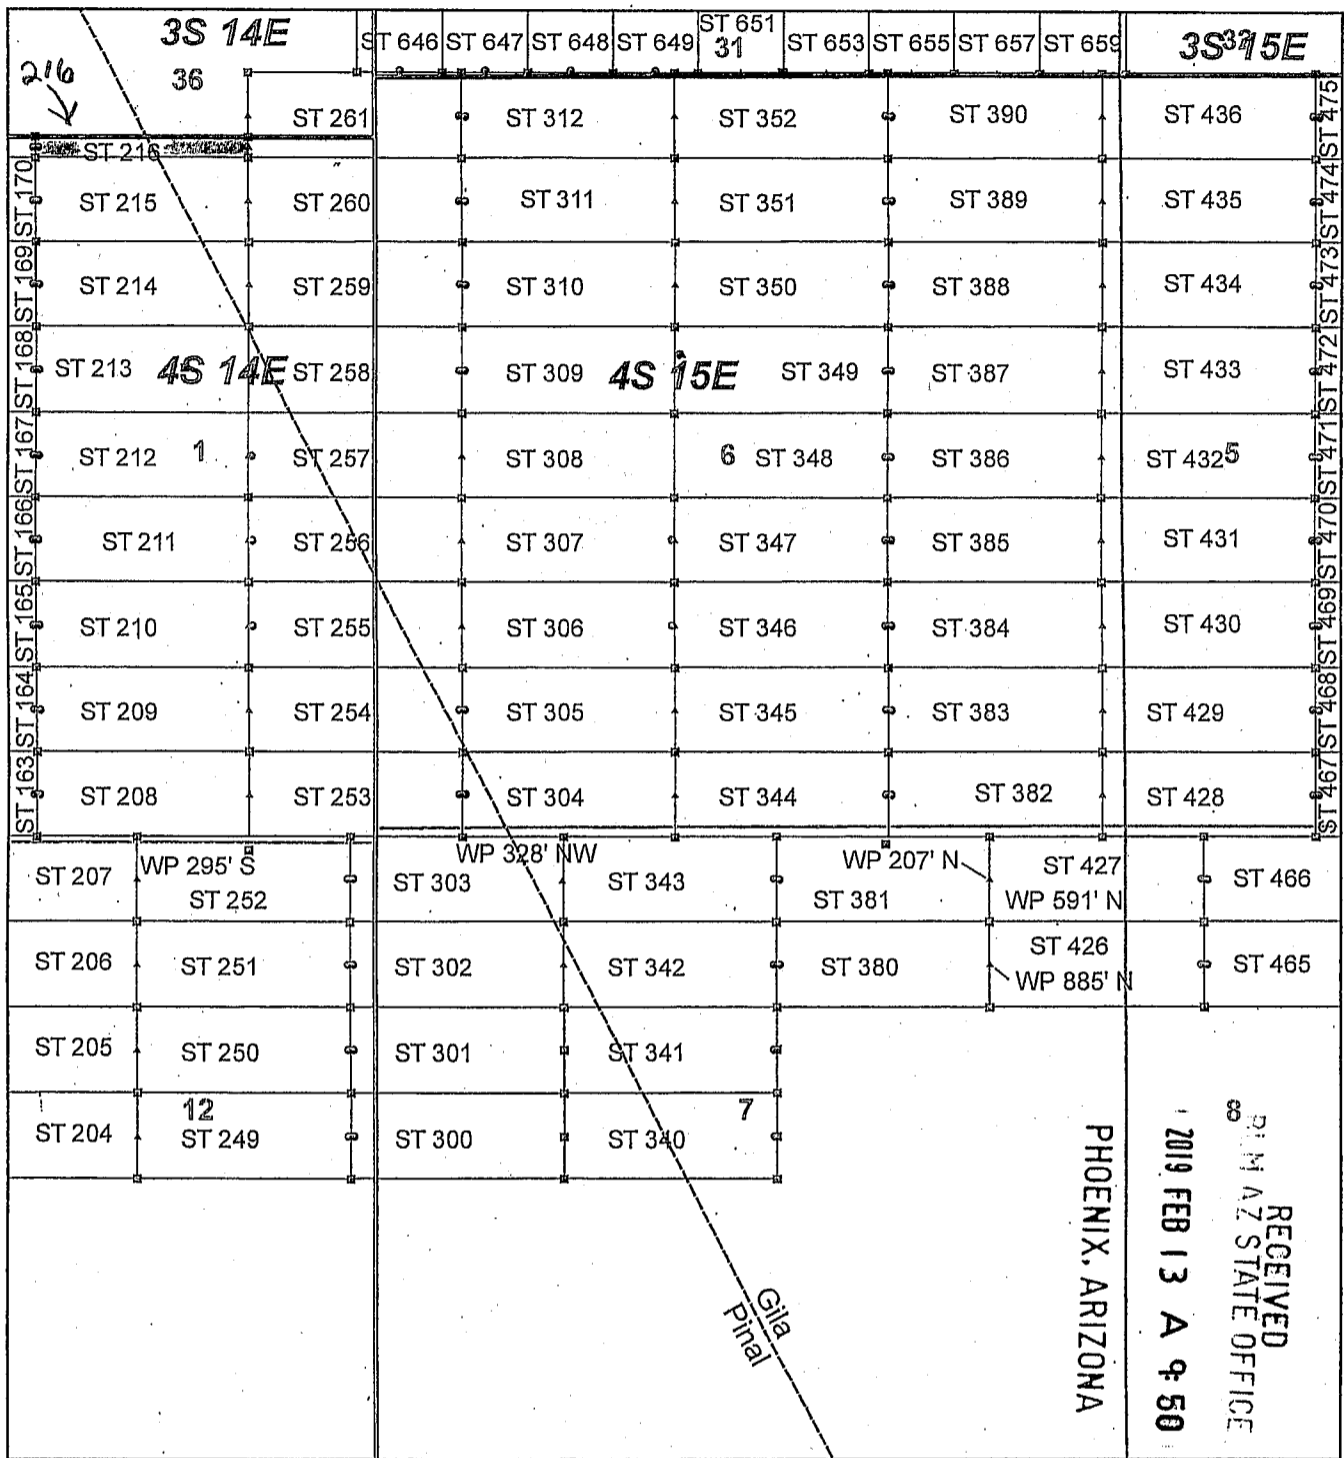 3S 14E
ST 646 ST 647 ST 648 ST 649 ST 651 ST 653 ST 655 ST 657 ST 659
31
3S 15E
32
216
36
ST 261 ST 312 ST 352 ST 390 ST 436 ST 475
ST 216
ST 170 ST 215 ST 260 ST 311 ST 351 ST 389 ST 435 ST 474
ST 169 ST 214 ST 259 ST 310 ST 350 ST 388 ST 434 ST 473
ST 168 ST 213 4S 14E ST 258 ST 309 4S 15E ST 349 ST 387 ST 433 ST 472
ST 167 ST 212 1 ST 257 ST 308 6 ST 348 ST 386 ST 432 5 ST 471
ST 166 ST 211 ST 256 ST 307 ST 347 ST 385 ST 431 ST 470
ST 165 ST 210 ST 255 ST 306 ST 346 ST 384 ST 430 ST 469
ST 164 ST 209 ST 254 ST 305 ST 345 ST 383 ST 429 ST 468
ST 163 ST 208 ST 253 ST 304 ST 344 ST 382 ST 428 ST 467
WP 295' S WP 328' NW WP 207' N ST 427
ST 207 ST 252 ST 303 ST 343 ST 381 WP 591' N ST 466
ST 206 ST 251 ST 302 ST 342 ST 380 ST 426 ST 465
WP 885' N
ST 205 ST 250 ST 301 ST 341
12 7 8
ST 204 ST 249 ST 300 ST 340
Gila
Pinal
RECEIVED
BLM AZ STATE OFFICE
2019 FEB 13 A 9:50
PHOENIX, ARIZONA